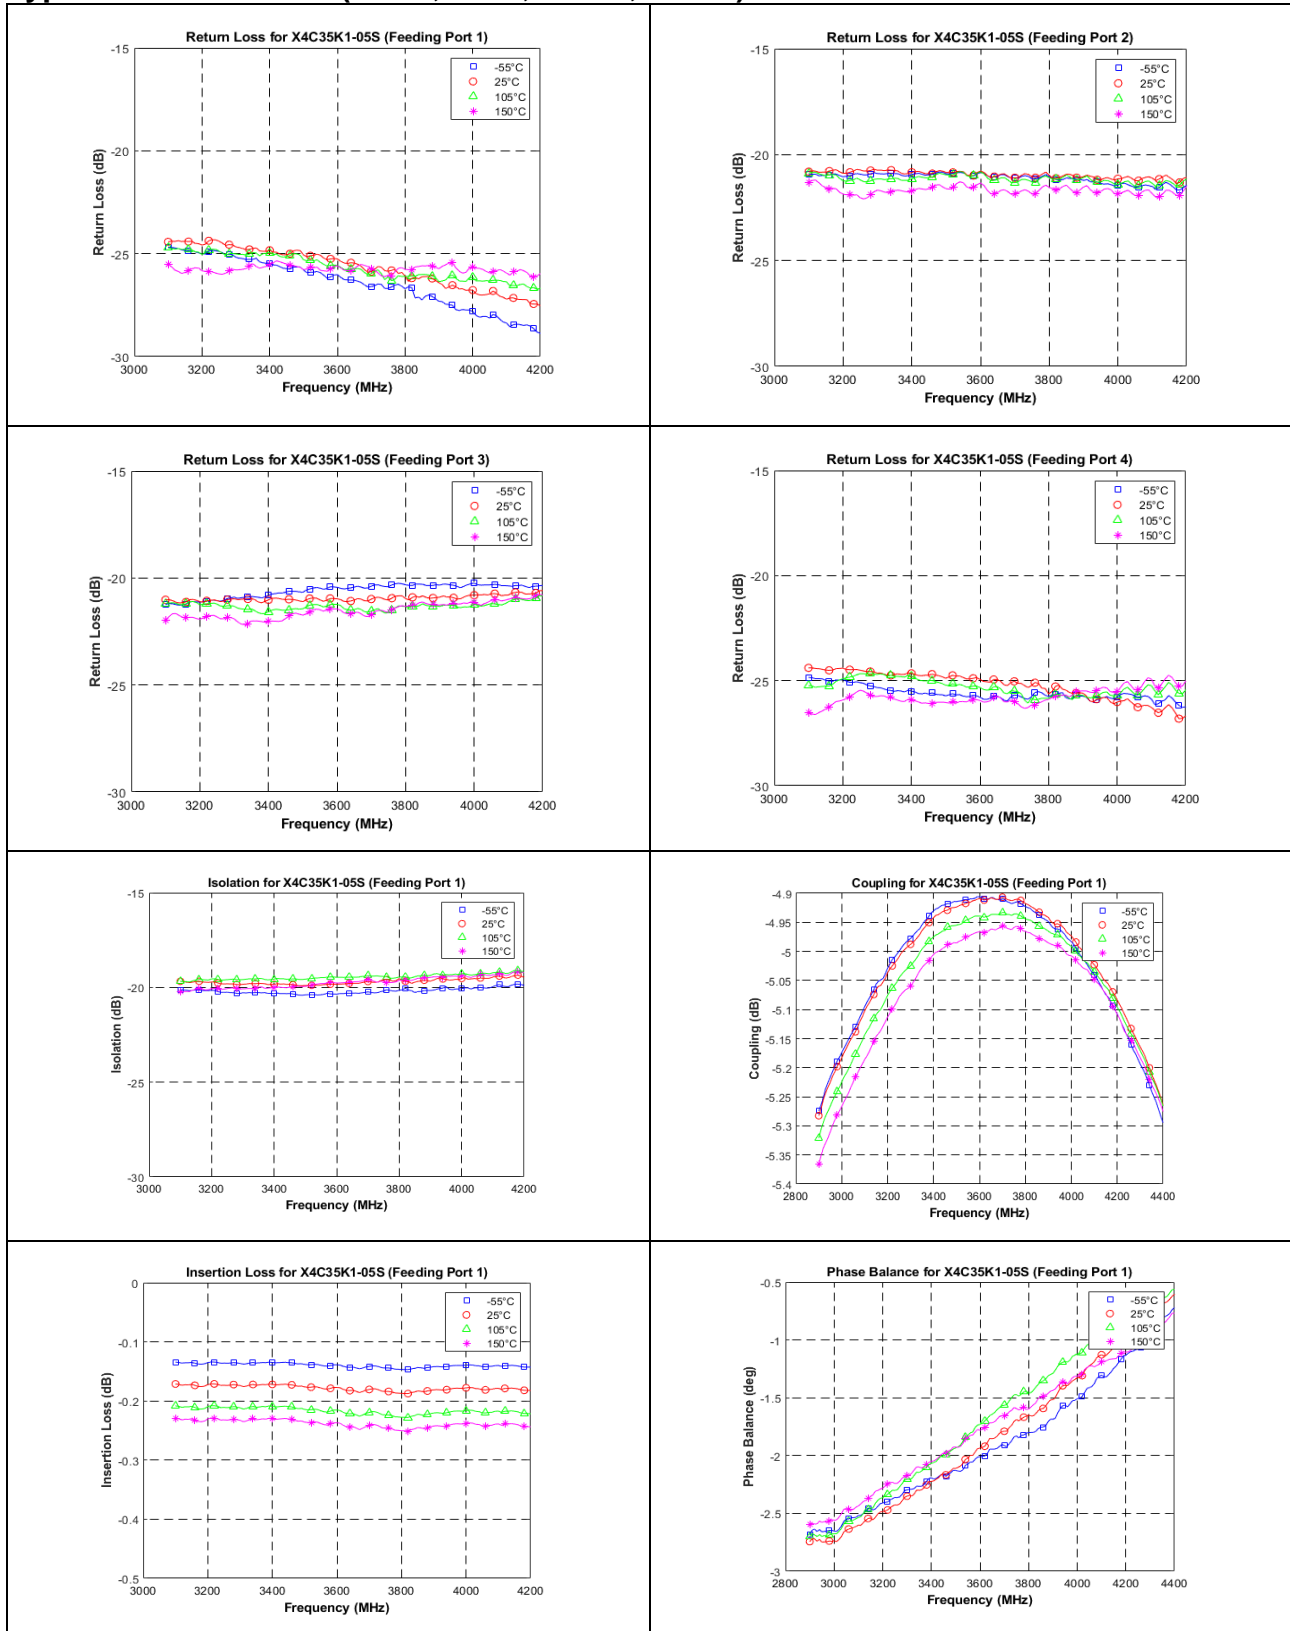 Return Loss for X4C35K1-05S (Feeding Port 1)
-15
-20
-25
-30
Return Loss (dB)
-55°C
25°C
105°C
150°C
3000 3200 3400 3600 3800 4000 4200
Frequency (MHz)
Return Loss for X4C35K1-05S (Feeding Port 2)
-15
-20
-25
-30
Return Loss (dB)
-55°C
25°C
105°C
150°C
3000 3200 3400 3600 3800 4000 4200
Frequency (MHz)
Return Loss for X4C35K1-05S (Feeding Port 3)
-15
-20
-25
-30
Return Loss (dB)
-55°C
25°C
105°C
150°C
3000 3200 3400 3600 3800 4000 4200
Frequency (MHz)
Return Loss for X4C35K1-05S (Feeding Port 4)
-15
-20
-25
-30
Return Loss (dB)
-55°C
25°C
105°C
150°C
3000 3200 3400 3600 3800 4000 4200
Frequency (MHz)
Isolation for X4C35K1-05S (Feeding Port 1)
-15
-20
-25
-30
Isolation (dB)
-55°C
25°C
105°C
150°C
3000 3200 3400 3600 3800 4000 4200
Frequency (MHz)
Coupling for X4C35K1-05S (Feeding Port 1)
-4.9
-4.95
-5
-5.05
-5.1
-5.15
-5.2
-5.25
-5.3
-5.35
-5.4
Coupling (dB)
-55°C
25°C
105°C
150°C
2800 3000 3200 3400 3600 3800 4000 4200 4400
Frequency (MHz)
Insertion Loss for X4C35K1-05S (Feeding Port 1)
0
-0.1
-0.2
-0.3
-0.4
-0.5
Insertion Loss (dB)
-55°C
25°C
105°C
150°C
3000 3200 3400 3600 3800 4000 4200
Frequency (MHz)
Phase Balance for X4C35K1-05S (Feeding Port 1)
-0.5
-1
-1.5
-2
-2.5
-3
Phase Balance (deg)
-55°C
25°C
105°C
150°C
2800 3000 3200 3400 3600 3800 4000 4200 4400
Frequency (MHz)